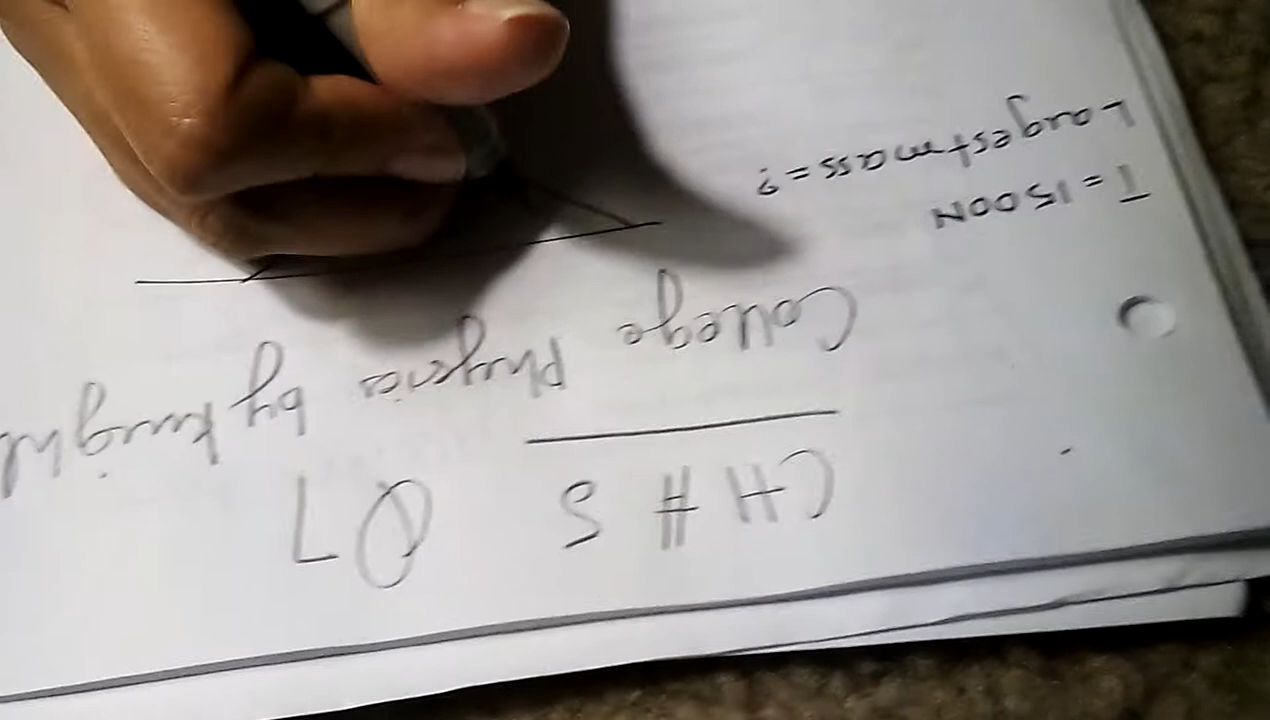 CH # 5 Q7
College Physics by Knight
T = 1500N
Largest mass = ?